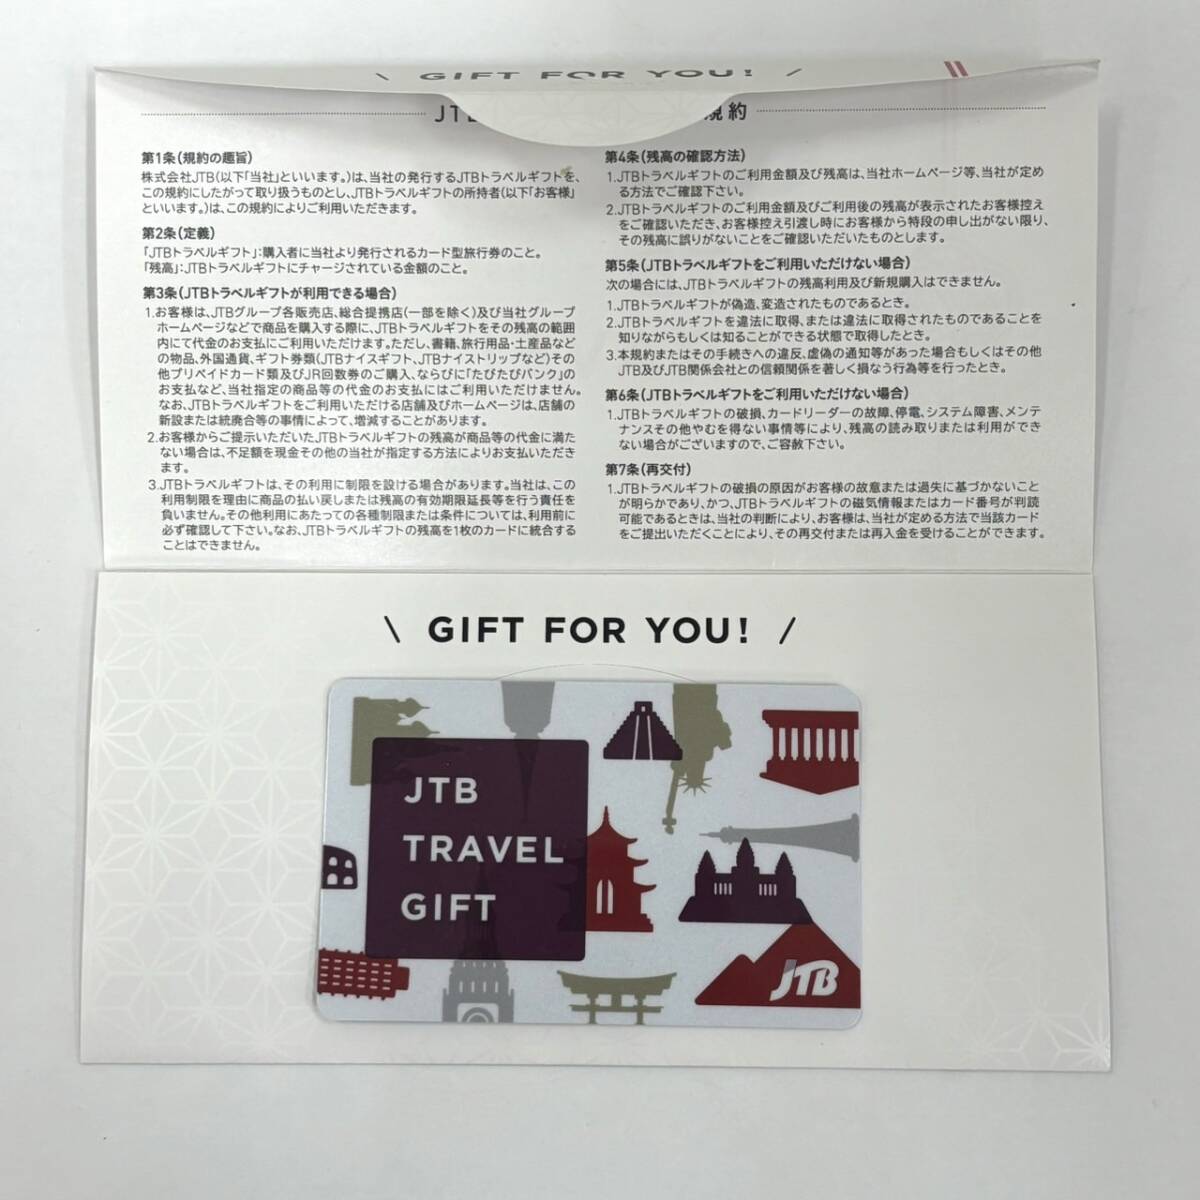 \ GIFT FOR YOU! /
JTB
規約
第1条(規約の趣旨)
株式会社JTB(以下「当社」といいます。)は、当社の発行するJTBトラベルギフトを、
この規約にしたがって取り扱うものとし、JTBトラベルギフトの所持者(以下「お客様」
といいます。)は、この規約によりご利用いただきます。
第2条(定義)
「JTBトラベルギフト」:購入者に当社より発行されるカード型旅行券のこと。
「残高」:JTBトラベルギフトにチャージされている金額のこと。
第3条(JTBトラベルギフトが利用できる場合)
1.お客様は、JTBグループ各販売店、総合提携店(一部を除く)及び当社グループ
ホームページなどで商品を購入する際に、JTBトラベルギフトをその残高の範囲
内にて代金のお支払にご利用いただけます。ただし、書籍、旅行用品・土産品など
の物品、外国通貨、ギフト券類(JTBナイスギフト、JTBナイストリップなど)その
他プリペイドカード類及びJR回数券のご購入、ならびに「たびたびバンク」の
お支払など、当社指定の商品等の代金のお支払にはご利用いただけません。
なお、JTBトラベルギフトをご利用いただける店舗及びホームページは、店舗の
新設または統廃合等の事情によって、増減することがあります。
2.お客様からご提示いただいたJTBトラベルギフトの残高が商品等の代金に満た
ない場合は、不足額を現金その他の当社が指定する方法によりお支払いただき
ます。
3.JTBトラベルギフトは、その利用に制限を設ける場合があります。当社は、この
利用制限を理由に商品の払い戻しまたは残高の有効期限延長等を行う責任を
負いません。その他利用にあたっての各種制限または条件については、利用前に
必ず確認して下さい。なお、JTBトラベルギフトの残高を1枚のカードに統合する
ことはできません。
第4条(残高の確認方法)
1.JTBトラベルギフトのご利用金額及び残高は、当社ホームページ等、当社が定め
る方法でご確認下さい。
2.JTBトラベルギフトのご利用金額及びご利用後の残高が表示されたお客様控え
をご確認いただき、お客様控え引渡し時にお客様から特段の申し出がない限り、
その残高に誤りがないことをご確認いただいたものとします。
第5条(JTBトラベルギフトをご利用いただけない場合)
次の場合には、JTBトラベルギフトの残高利用及び新規購入はできません。
1.JTBトラベルギフトが偽造、変造されたものであるとき。
2.JTBトラベルギフトを違法に取得、または違法に取得されたものであることを
知りながらもしくは知ることができる状態で取得したとき。
3.本規約またはその手続きへの違反、虚偽の通知等があった場合もしくはその他
JTB及びJTB関係会社との信頼関係を著しく損なう行為等を行ったとき。
第6条(JTBトラベルギフトをご利用いただけない場合)
1.JTBトラベルギフトの破損、カードリーダーの故障、停電、システム障害、メンテ
ナンスその他やむを得ない事情等により、残高の読み取りまたは利用ができ
ない場合がございますので、ご容赦下さい。
第7条(再交付)
1.JTBトラベルギフトの破損の原因がお客様の故意または過失に基づかないこと
が明らかであり、かつ、JTBトラベルギフトの磁気情報またはカード番号が判読
可能であるときは、当社の判断により、お客様は、当社が定める方法で当該カード
をご提出いただくことにより、その再交付または再入金を受けることができます。
\ GIFT FOR YOU! /
JTB
TRAVEL
GIFT
JTB